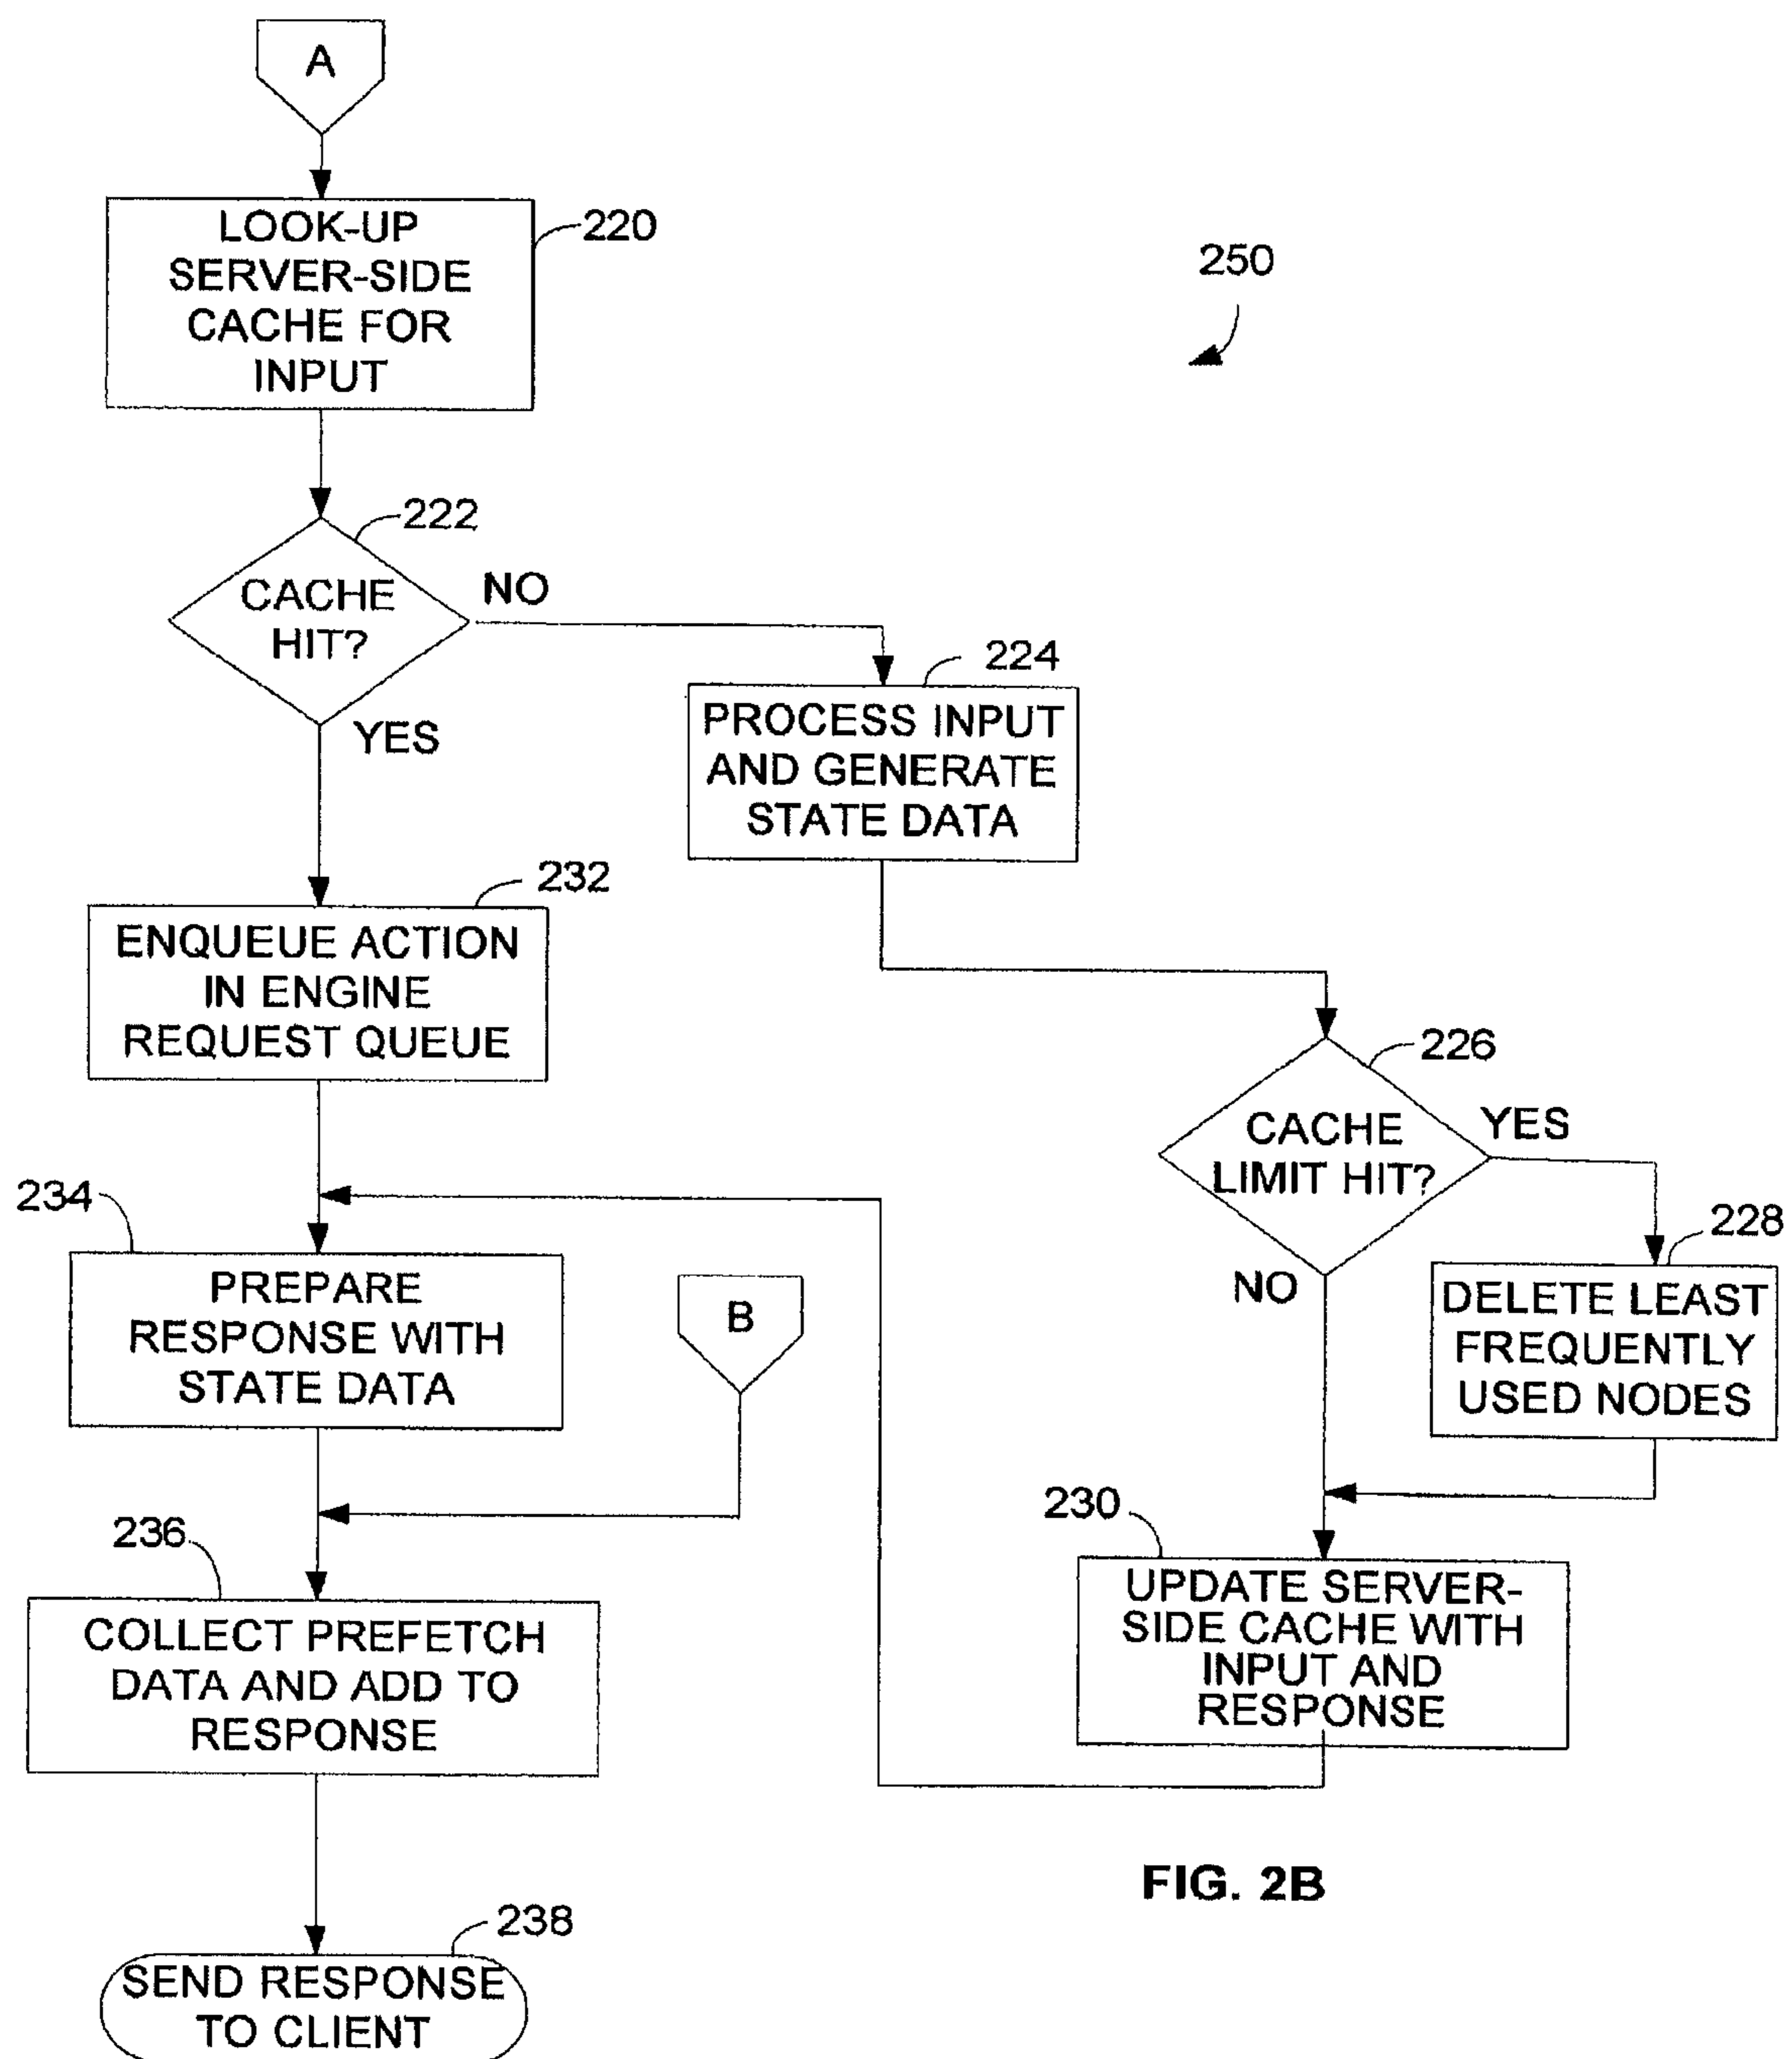 A
LOOK-UP
SERVER-SIDE
CACHE FOR
INPUT
220
250
222
CACHE
HIT?
NO
YES
224
PROCESS INPUT
AND GENERATE
STATE DATA
232
ENQUEUE ACTION
IN ENGINE
REQUEST QUEUE
226
CACHE
LIMIT HIT?
YES
NO
228
DELETE LEAST
FREQUENTLY
USED NODES
234
PREPARE
RESPONSE WITH
STATE DATA
B
230
UPDATE SERVER-
SIDE CACHE WITH
INPUT AND
RESPONSE
236
COLLECT PREFETCH
DATA AND ADD TO
RESPONSE
238
SEND RESPONSE
TO CLIENT
FIG. 2B